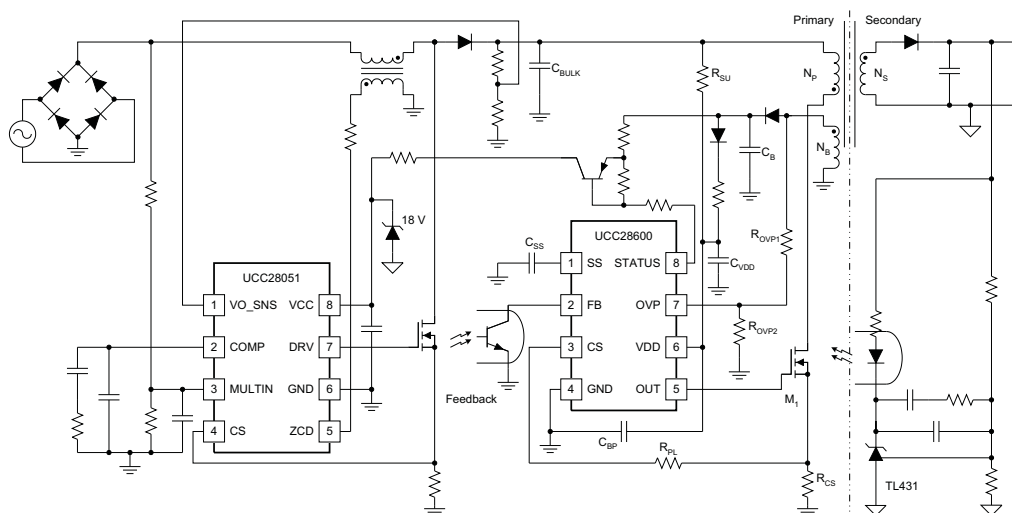 Primary
Secondary
R_SU
C_BULK
N_P
N_S
N_B
C_B
18 V
C_SS
UCC28600
1 SS STATUS 8
2 FB OVP 7
3 CS VDD 6
4 GND OUT 5
C_VDD
R_OVP1
R_OVP2
UCC28051
1 VO_SNS VCC 8
2 COMP DRV 7
3 MULTIN GND 6
4 CS ZCD 5
Feedback
M_1
C_BP
R_PL
R_CS
TL431